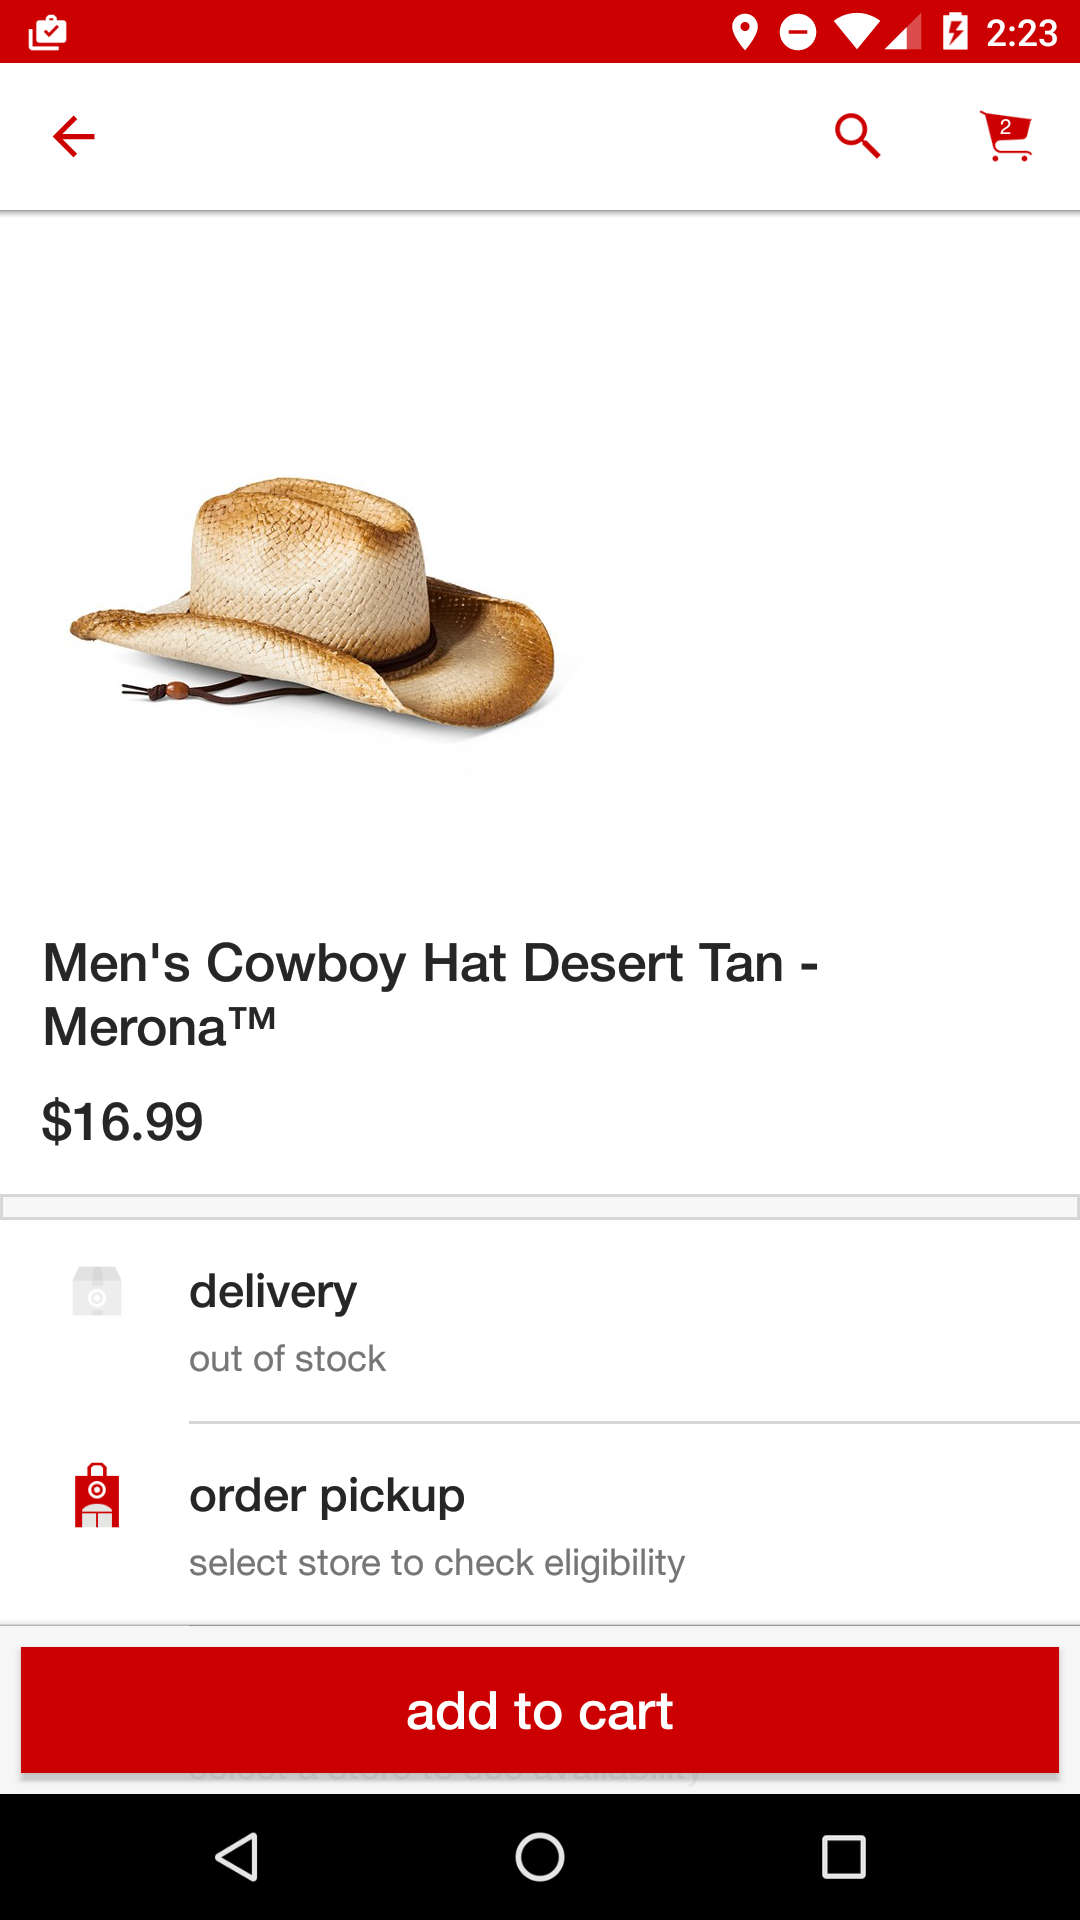 2:23
2
Men's Cowboy Hat Desert Tan -
Merona™
$16.99
delivery
out of stock
order pickup
select store to check eligibility
add to cart